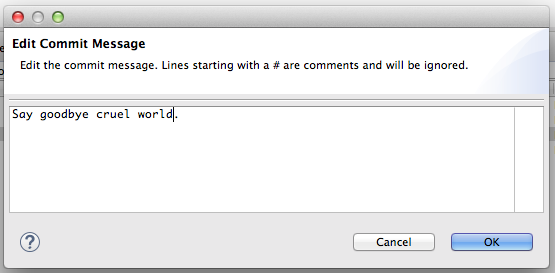 Edit Commit Message
Edit the commit message. Lines starting with a # are comments and will be ignored.
Say goodbye cruel world.
?
Cancel
OK